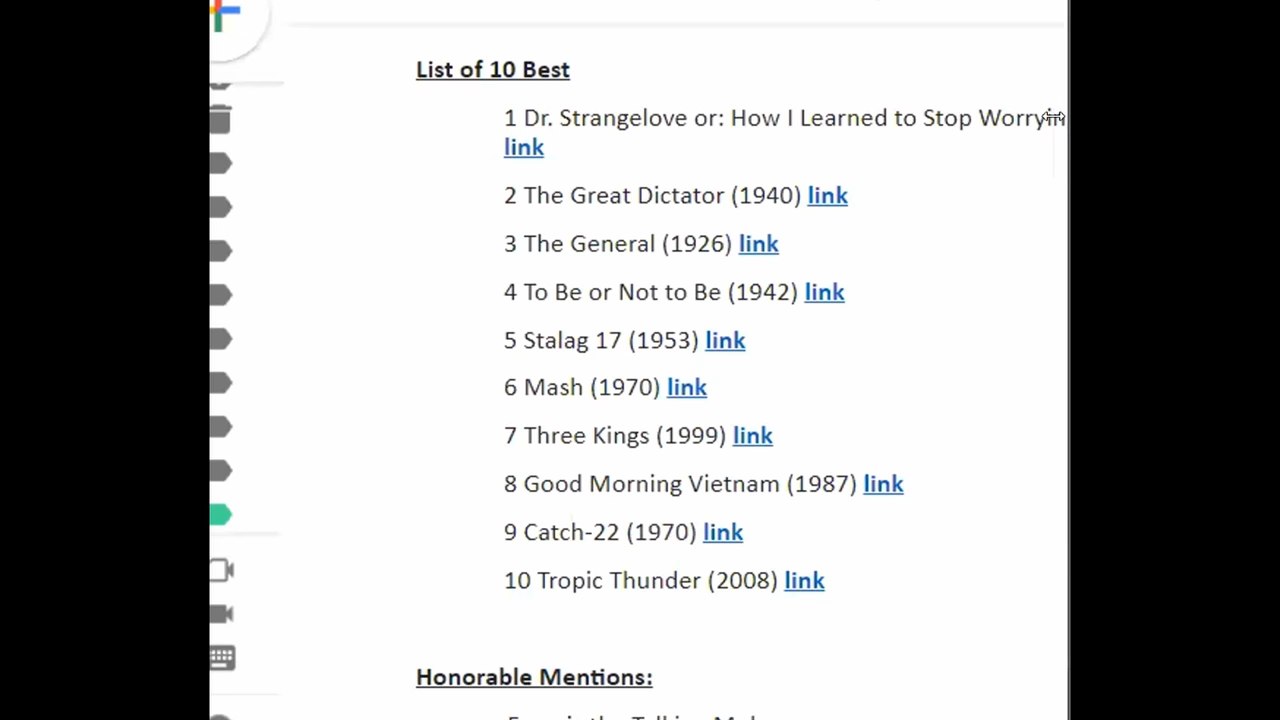 List of 10 Best
1 Dr. Strangelove or: How I Learned to Stop
link
2 The Great Dictator (1940) link
3 The General (1926) link
4 To Be or Not to Be (1942) link
5 Stalag 17 (1953) link
6 Mash (1970) link
7 Three Kings (1999) link
8 Good Morning Vietnam (1987) link
9 Catch-22 (1970) link
10 Tropic Thunder (2008) link
Honorable Mentions: